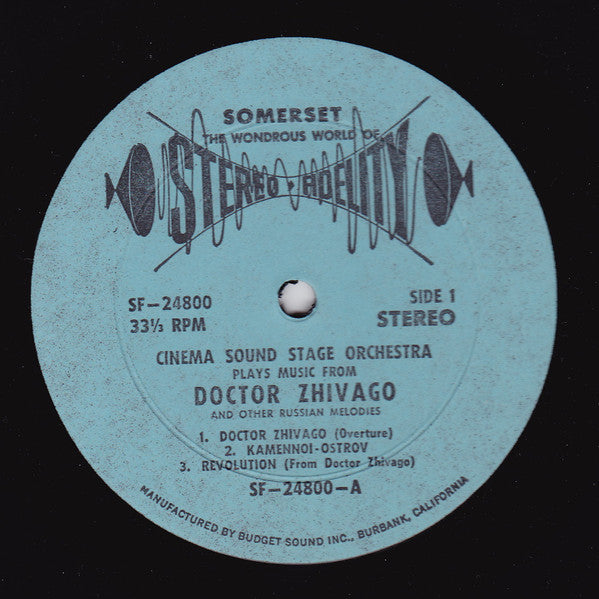 SOMERSET
THE WONDROUS WORLD OF
STEREO • FIDELITY
SF-24800
33⅓ RPM
SIDE 1
STEREO
CINEMA SOUND STAGE ORCHESTRA
PLAYS MUSIC FROM
DOCTOR ZHIVAGO
AND OTHER RUSSIAN MELODIES
1. DOCTOR ZHIVAGO (Overture)
2. KAMENNOI-OSTROV
3. REVOLUTION (From Doctor Zhivago)
SF-24800-A
MANUFACTURED BY BUDGET SOUND INC., BURBANK, CALIFORNIA